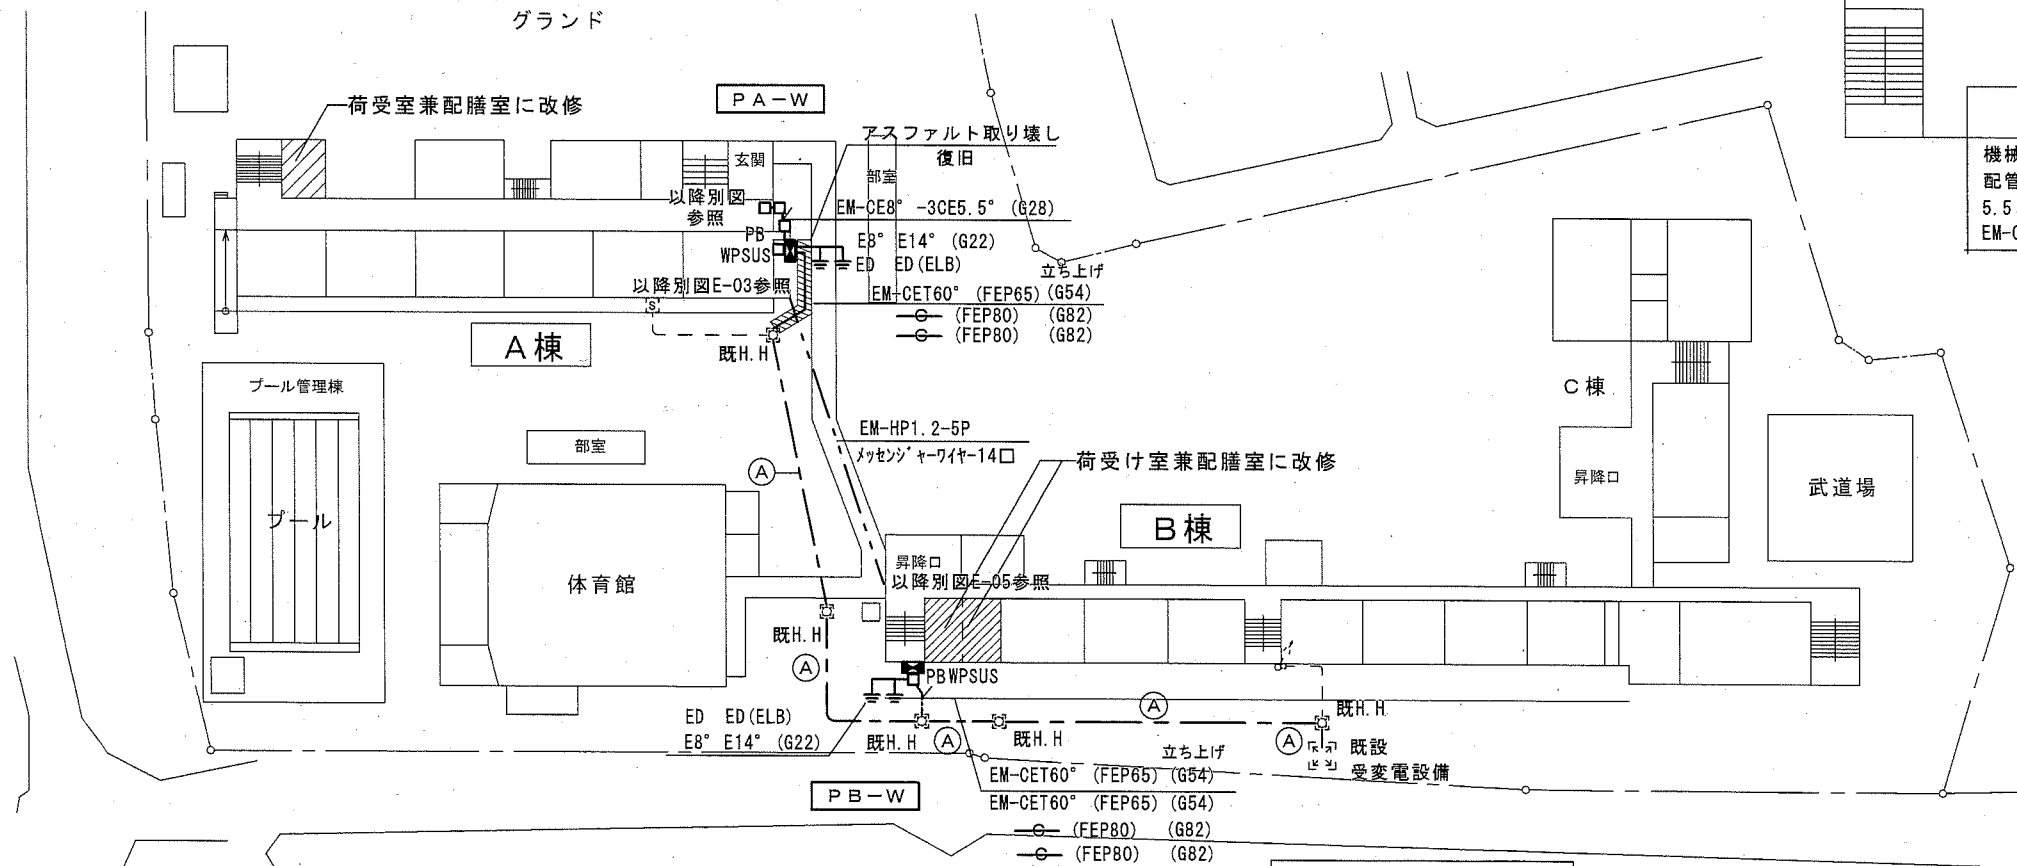 グランド
荷受室兼配膳室に改修
PA-W
アスファルト取り壊し
復旧
玄関
部室
以降別図
参照
EM-CE8° -3CE5.5° (G28)
PB
WPSUS
E8° E14° (G22)
ED ED(ELB)
立ち上げ
以降別図E-03参照
EM-CET60° (FEP65) (G54)
(FEP80) (G82)
(FEP80) (G82)
S
A棟
既H.H
機械
配管
5.5
プール管理棟
C棟
部室
EM-HP1.2-5P
メッセンジャーワイヤー14□
A
荷受け室兼配膳室に改修
昇降口
武道場
プール
B棟
体育館
昇降口
以降別図E-05参照
既H.H
A
PB WPSUS
ED ED(ELB)
E8° E14° (G22)
既H.H
A
既H.H
A
既H.H
A
既設
受変電設備
立ち上げ
EM-CET60° (FEP65) (G54)
EM-CET60° (FEP65) (G54)
PB-W
(FEP80) (G82)
(FEP80) (G82)